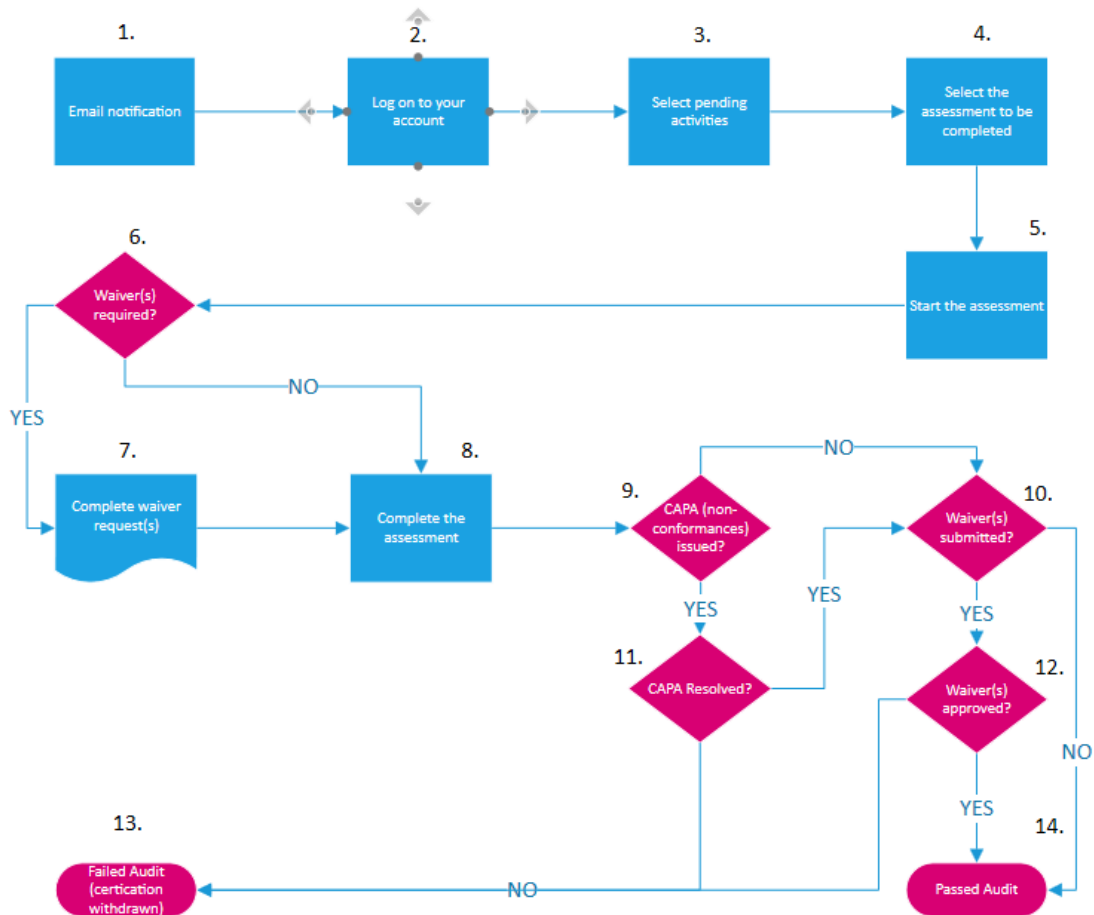 1.
2.
3.
4.
Email notification
Log on to your
account
Select pending
activities
Select the
assessment to be
completed
5.
Start the assessment
6.
Waiver(s)
required?
NO
YES
7.
Complete waiver
request(s)
8.
Complete the
assessment
NO
9.
CAPA (non-
conformances)
issued?
10.
Waiver(s)
submitted?
YES
YES
YES
11.
CAPA Resolved?
12.
Waiver(s)
approved?
NO
YES
13.
Failed Audit
(certication
withdrawn)
NO
14.
Passed Audit